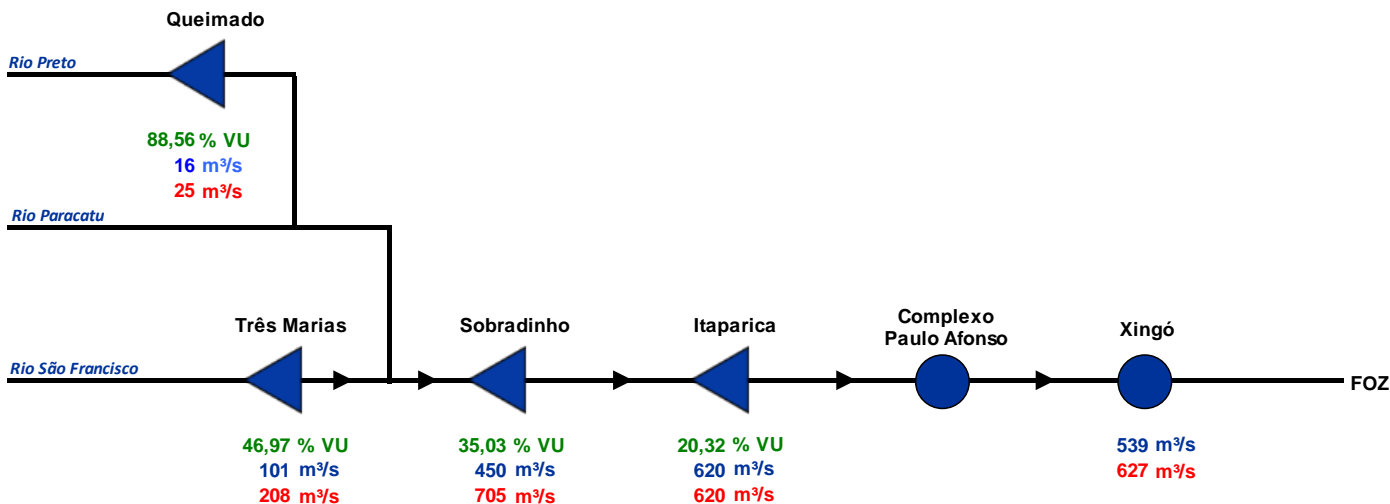 Queimado
Rio Preto
88,56 % VU
16 m³/s
25 m³/s
Rio Paracatu
Três Marias
Sobradinho
Itaparica
Complexo
Paulo Afonso
Xingó
Rio São Francisco
FOZ
46,97 % VU
101 m³/s
208 m³/s
35,03 % VU
450 m³/s
705 m³/s
20,32 % VU
620 m³/s
620 m³/s
539 m³/s
627 m³/s